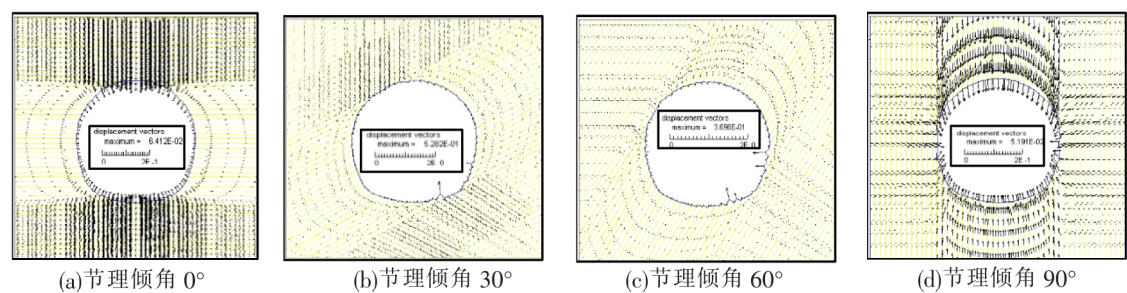 displacement vectors
maximum = 6.412E-02
0 2E -1
displacement vectors
maximum = 5.282E-01
0 2E 0
displacement vectors
maximum = 3.696E-01
0 2E 0
displacement vectors
maximum = 5.191E-02
0 2E -1
(a)节理倾角 0°
(b)节理倾角 30°
(c)节理倾角 60°
(d)节理倾角 90°